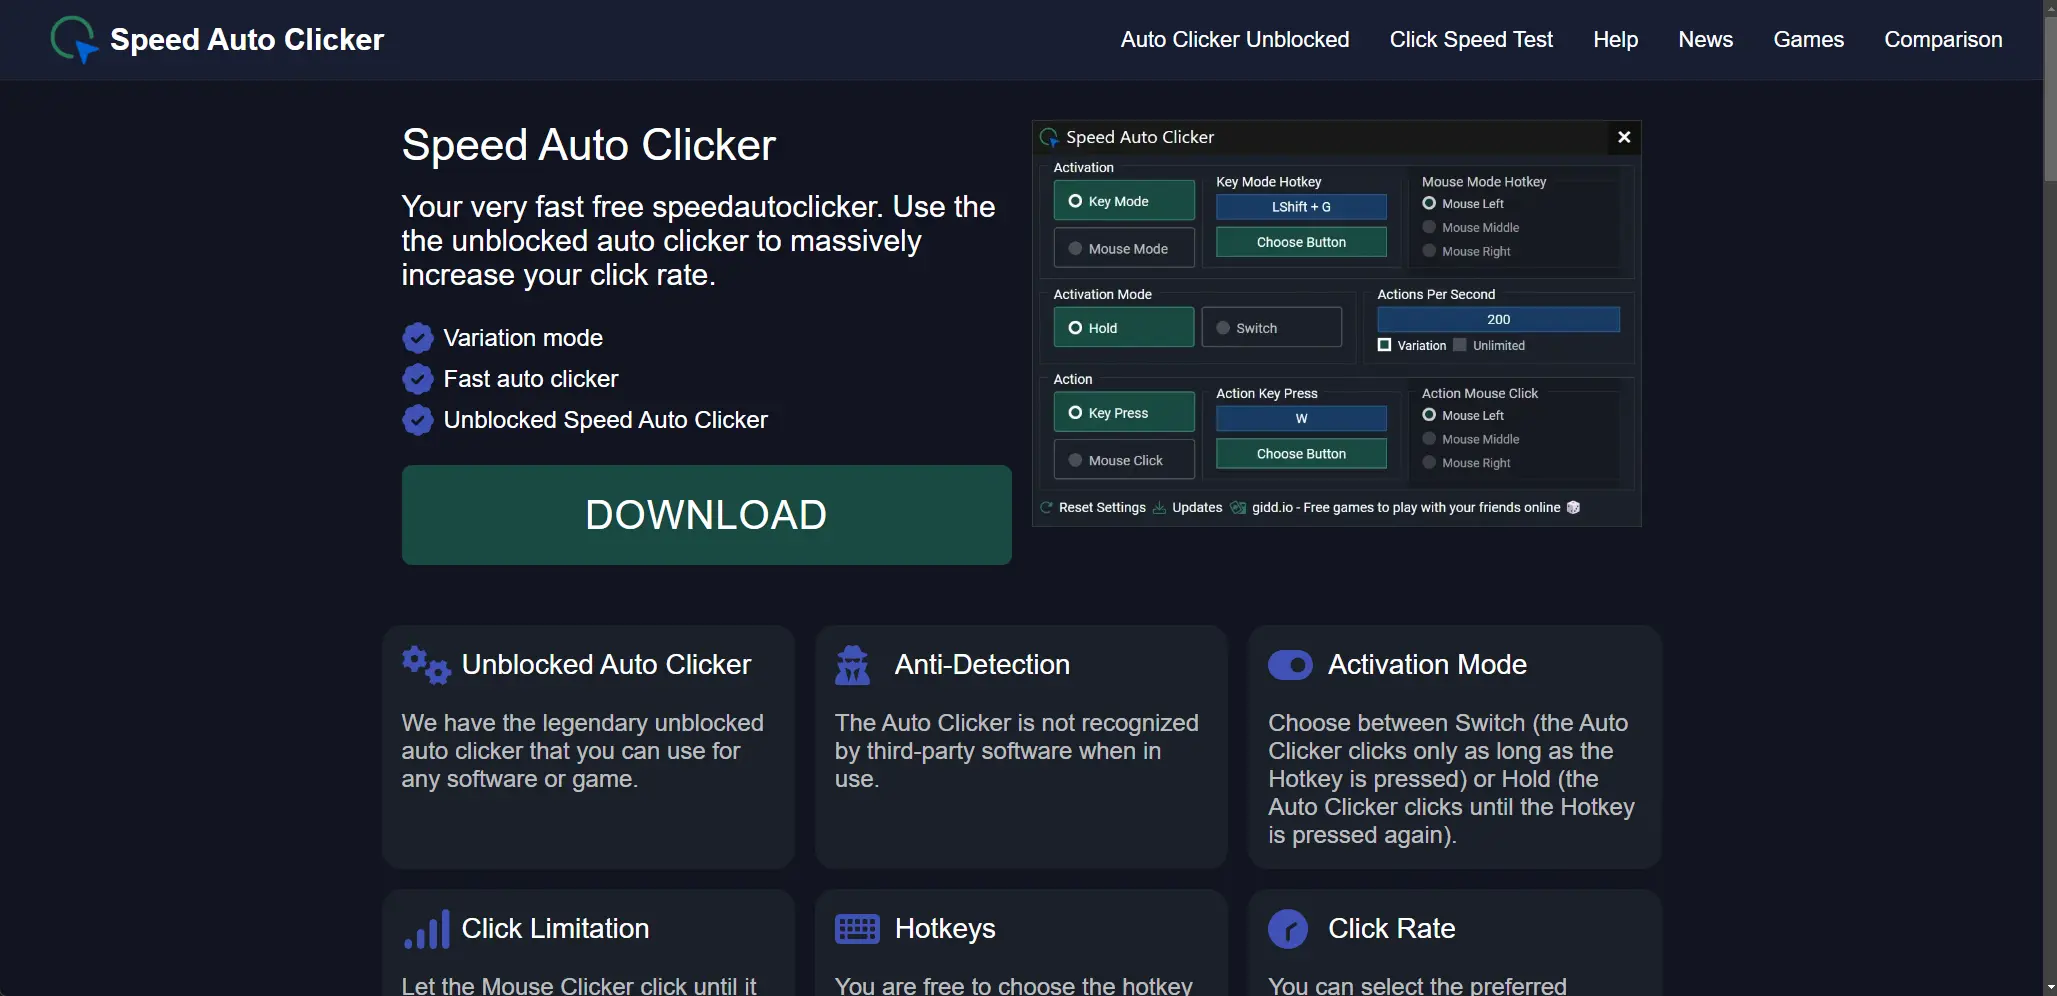 Speed Auto Clicker
Auto Clicker Unblocked
Click Speed Test
Help
News
Games
Comparison
Speed Auto Clicker
Your very fast free speedautoclicker. Use the
the unblocked auto clicker to massively
increase your click rate.
Variation mode
Fast auto clicker
Unblocked Speed Auto Clicker
DOWNLOAD
Speed Auto Clicker
Activation
Key Mode
Mouse Mode
Key Mode Hotkey
LShift + G
Choose Button
Mouse Mode Hotkey
Mouse Left
Mouse Middle
Mouse Right
Activation Mode
Hold
Switch
Actions Per Second
200
Variation
Unlimited
Action
Key Press
Mouse Click
Action Key Press
W
Choose Button
Action Mouse Click
Mouse Left
Mouse Middle
Mouse Right
Reset Settings
Updates
gidd.io - Free games to play with your friends online
Unblocked Auto Clicker
We have the legendary unblocked
auto clicker that you can use for
any software or game.
Anti-Detection
The Auto Clicker is not recognized
by third-party software when in
use.
Activation Mode
Choose between Switch (the Auto
Clicker clicks only as long as the
Hotkey is pressed) or Hold (the
Auto Clicker clicks until the Hotkey
is pressed again).
Click Limitation
Let the Mouse Clicker click until it
Hotkeys
You are free to choose the hotkey
Click Rate
You can select the preferred